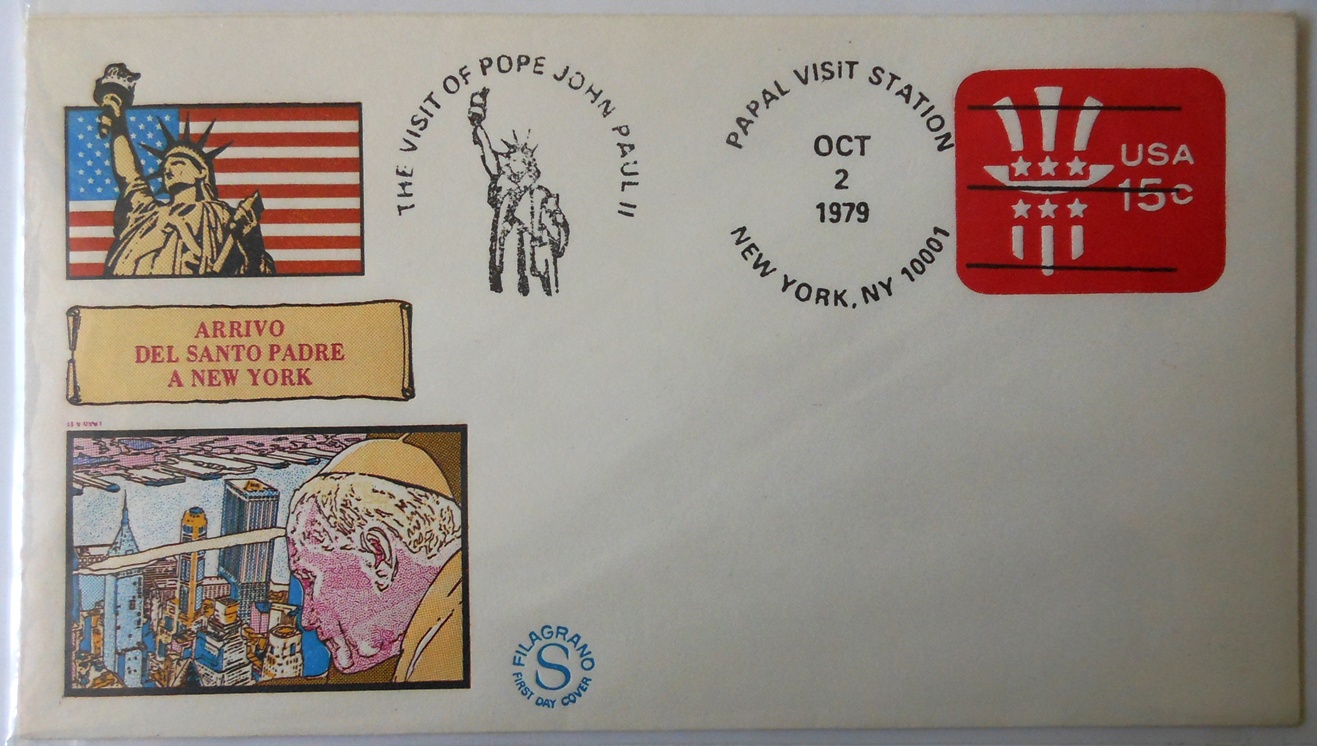 THE VISIT OF POPE JOHN PAUL II
PAPAL VISIT STATION
OCT
2
1979
NEW YORK, NY 10001
USA
15c
ARRIVO
DEL SANTO PADRE
A NEW YORK
FILAGRANO
S
FIRST DAY COVER